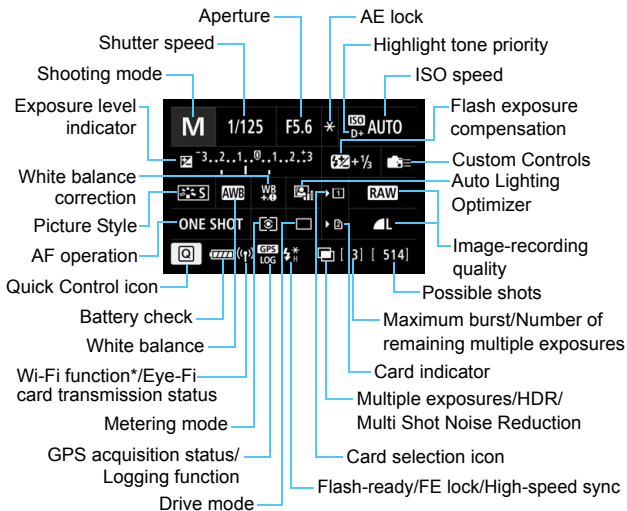 Aperture
AE lock
Shutter speed
Highlight tone priority
Shooting mode
ISO speed
Exposure level
indicator
Flash exposure
compensation
M 1/125 F5.6 * ISO D+ AUTO
-3..2..1..0..1..2.:+3 +1/3
Custom Controls
White balance
correction
Auto Lighting
Optimizer
S AWB WB +/- 1 RAW
Picture Style
ONE SHOT 2 L
AF operation
Image-recording
quality
Q GPS LOG H [ 3] [ 514]
Quick Control icon
Possible shots
Battery check
Maximum burst/Number of
remaining multiple exposures
White balance
Card indicator
Wi-Fi function*/Eye-Fi
card transmission status
Multiple exposures/HDR/
Multi Shot Noise Reduction
Metering mode
GPS acquisition status/
Logging function
Card selection icon
Flash-ready/FE lock/High-speed sync
Drive mode